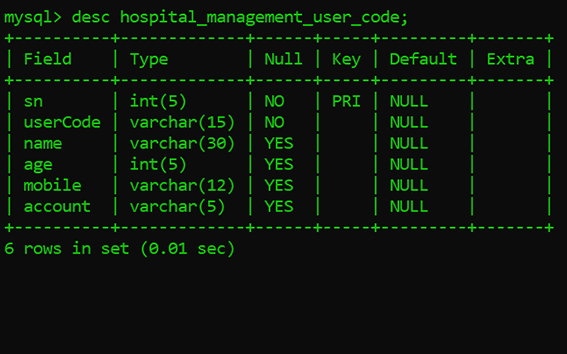 mysql> desc hospital_management_user_code;
+----------+-------------+------+-----+---------+-------+
| Field    | Type        | Null | Key | Default | Extra |
+----------+-------------+------+-----+---------+-------+
| sn       | int(5)      | NO   | PRI | NULL    |       |
| userCode | varchar(15) | NO   |     | NULL    |       |
| name     | varchar(30) | YES  |     | NULL    |       |
| age      | int(5)      | YES  |     | NULL    |       |
| mobile   | varchar(12) | YES  |     | NULL    |       |
| account  | varchar(5)  | YES  |     | NULL    |       |
+----------+-------------+------+-----+---------+-------+
6 rows in set (0.01 sec)